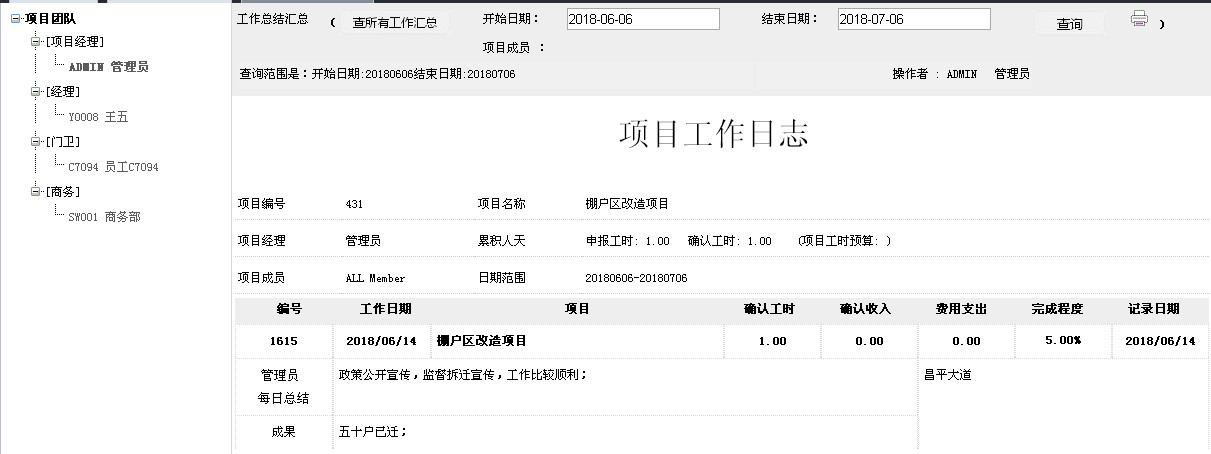 项目团队
[项目经理]
ADMIN 管理员
[经理]
Y0008 王五
[门卫]
C7094 员工C7094
[商务]
SW001 商务部
工作总结汇总 ( 查所有工作汇总 开始日期： 2018-06-06 结束日期： 2018-07-06 查询 )
项目成员 ：
查询范围是：开始日期:20180606结束日期:20180706 操作者 : ADMIN 管理员
项目工作日志
项目编号 431 项目名称 棚户区改造项目
项目经理 管理员 累积人天 申报工时: 1.00 确认工时: 1.00 (项目工时预算: )
项目成员 ALL Member 日期范围 20180606-20180706
编号 工作日期 项目 确认工时 确认收入 费用支出 完成程度 记录日期
1615 2018/06/14 棚户区改造项目 1.00 0.00 0.00 5.00% 2018/06/14
管理员 政策公开宣传，监督拆迁宣传，工作比较顺利； 昌平大道
每日总结
成果 五十户已迁；